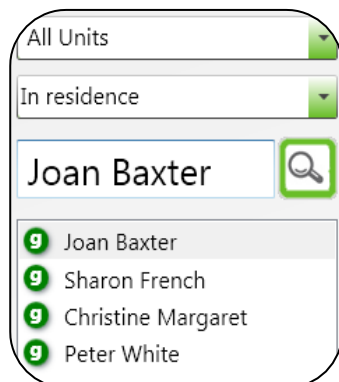 All Units
In residence
Joan Baxter
g Joan Baxter
g Sharon French
g Christine Margaret
g Peter White